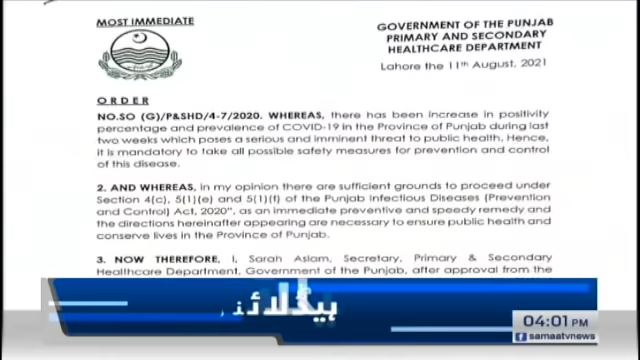 MOST IMMEDIATE
GOVERNMENT OF THE PUNJAB
PRIMARY AND SECONDARY
HEALTHCARE DEPARTMENT
Lahore the 11th August, 2021
ORDER
NO.SO (G)/P&SHD/4-7/2020. WHEREAS, there has been increase in positivity
percentage and prevalence of COVID-19 in the Province of Punjab during last
two weeks which poses a serious and imminent threat to public health. Hence,
it is mandatory to take all possible safety measures for prevention and control
of this disease.
2. AND WHEREAS, in my opinion there are sufficient grounds to proceed under
Section 4(c), 5(1)(e) and 5(1)(f) of the Punjab Infectious Diseases (Prevention
and Control) Act, 2020", as an immediate preventive and speedy remedy and
the directions hereinafter appearing are necessary to ensure public health and
conserve lives in the Province of Punjab.
3. NOW THEREFORE, I, Sarah Aslam, Secretary, Primary & Secondary
Healthcare Department, Government of the Punjab, after approval from the
04:01 PM
samaatvnews